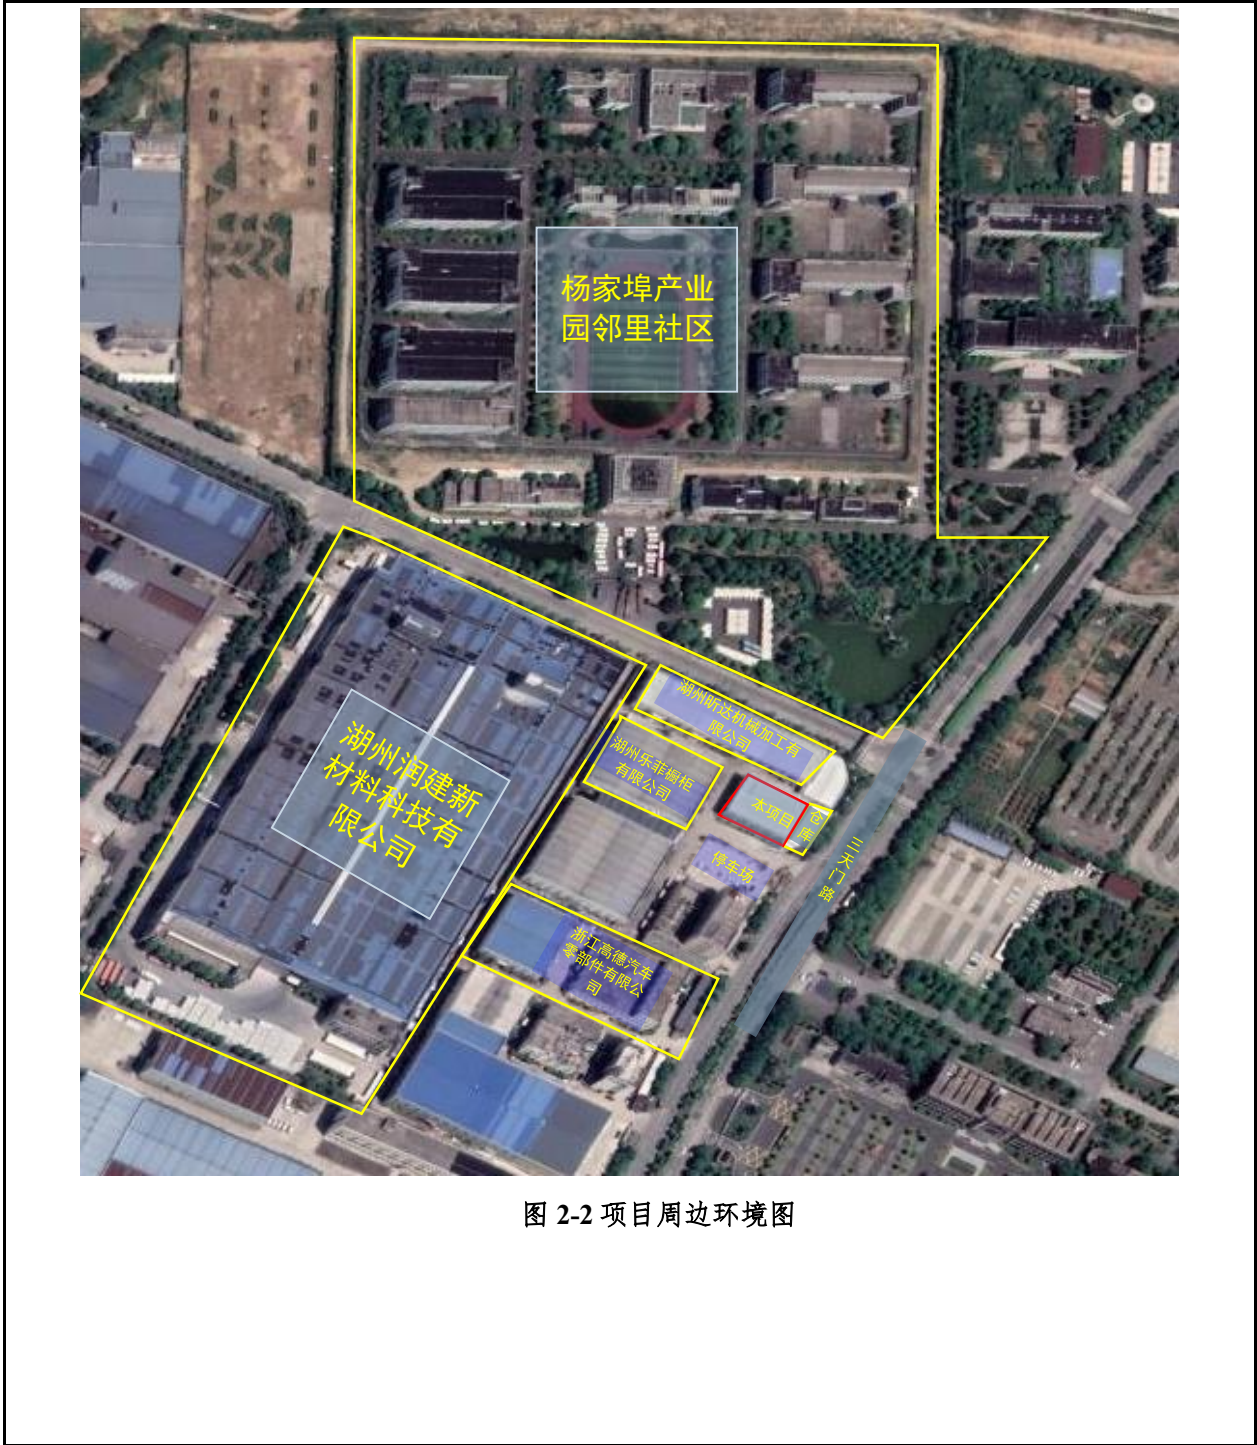 杨家埠产业
园邻里社区
湖州昕达机械加工有
限公司
湖州乐菲橱柜
有限公司
湖州润建新
材料科技有
限公司
本项目
仓
库
停车场
三
天
门
路
浙江高德汽车
零部件有限公
司
图 2-2 项目周边环境图